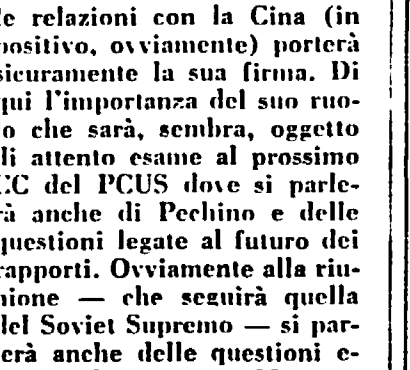 le relazioni con la Cina (in
positivo, ovviamente) porterà
sicuramente la sua firma. Di
qui l'importanza del suo ruo-
lo che sarà, sembra, oggetto
di attento esame al prossimo
CC del PCUS dove si parle-
rà anche di Pechino e delle
questioni legate al futuro dei
rapporti. Ovviamente alla riu-
nione — che seguirà quella
del Soviet Supremo — si par-
lerà anche delle questioni e-